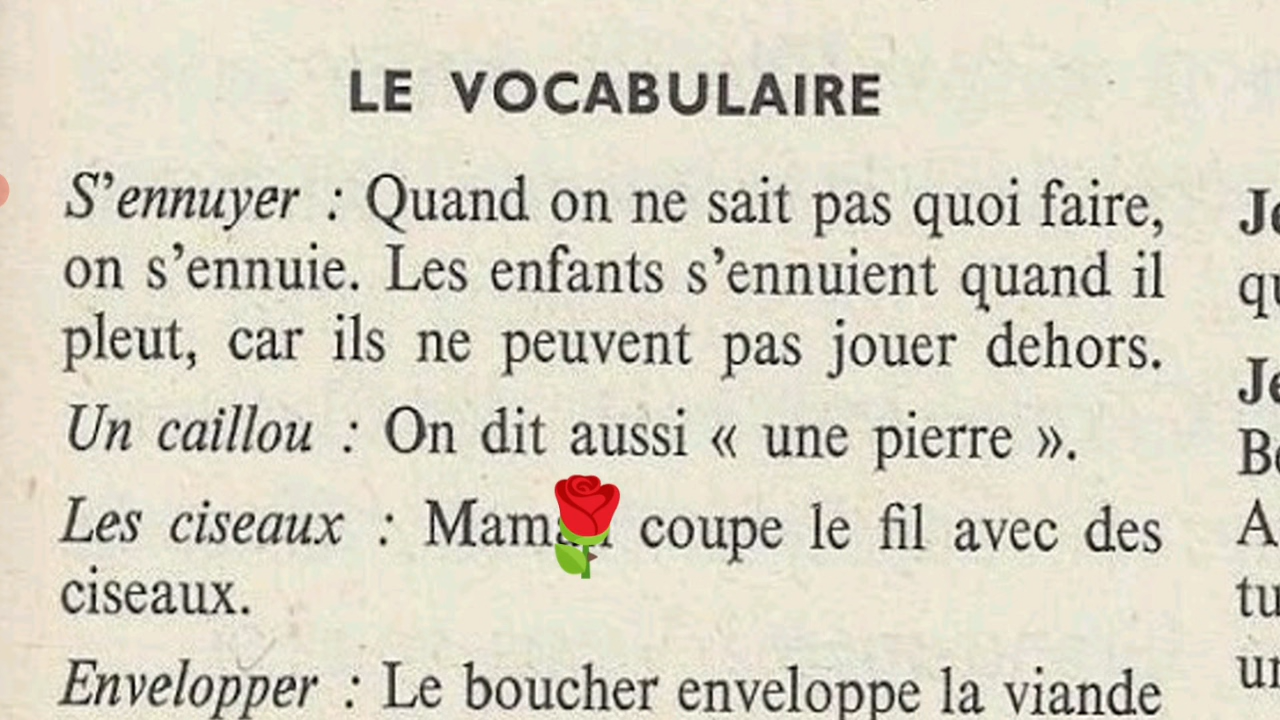 LE VOCABULAIRE
S'ennuyer : Quand on ne sait pas quoi faire,
on s'ennuie. Les enfants s'ennuient quand il
pleut, car ils ne peuvent pas jouer dehors.
Un caillou : On dit aussi « une pierre ».
Les ciseaux : coupe le fil avec des
ciseaux.
Envelopper : Le boucher enveloppe la viande